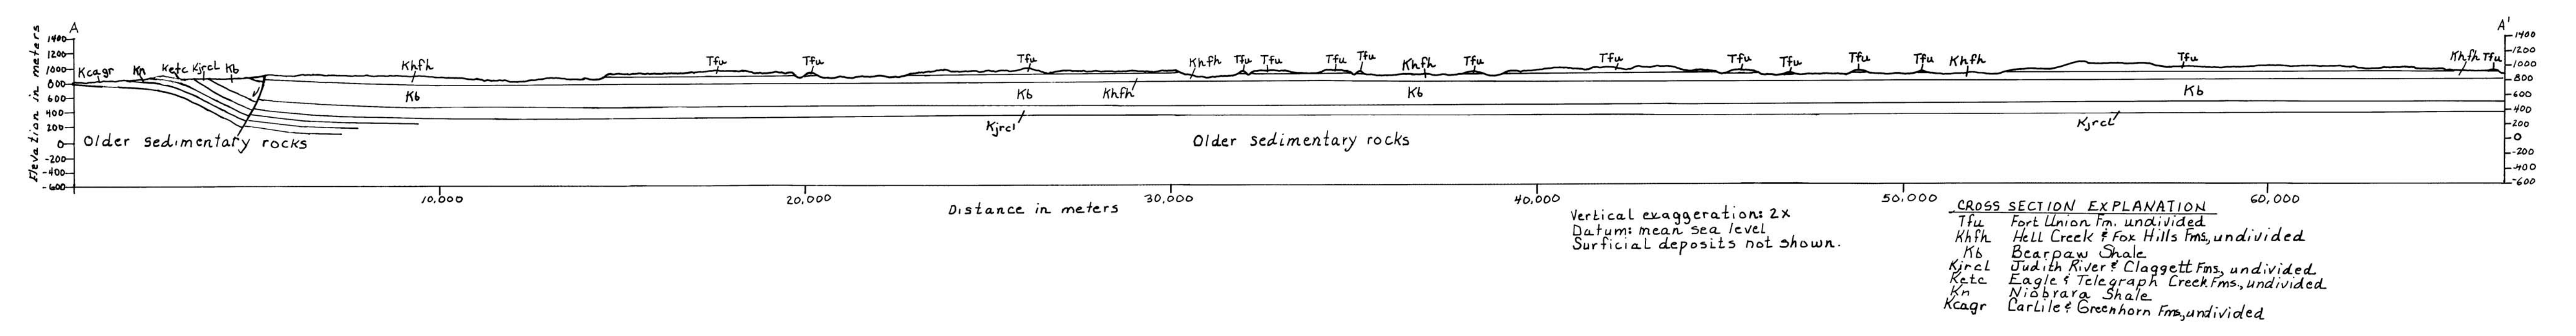 A A'
Elevation in meters
1400 1400
1200 1200
1000 1000
800 800
600 600
400 400
200 200
0 0
-200 -200
-400 -400
-600 -600
Kcagr Kn Ketc Kjrcl Kb Khfh Tfu Tfu Tfu Khfh Tfu Tfu Tfu Tfu Khfh Tfu Tfu Tfu Tfu Tfu Tfu Khfh Tfu Khfh Tfu
Kb Kb Khfh Kb Kb
Kjrcl Kjrcl
Older sedimentary rocks Older sedimentary rocks
10,000 20,000 30,000 40,000 50,000 60,000
Distance in meters
Vertical exaggeration: 2x
Datum: mean sea level
Surficial deposits not shown.
CROSS SECTION EXPLANATION
Tfu Fort Union Fm. undivided
Khfh Hell Creek & Fox Hills Fms, undivided
Kb Bearpaw Shale
Kjrcl Judith River & Claggett Fms, undivided
Ketc Eagle & Telegraph Creek Fms., undivided
Kn Niobrara Shale
Kcagr Carlile & Greenhorn Fms, undivided